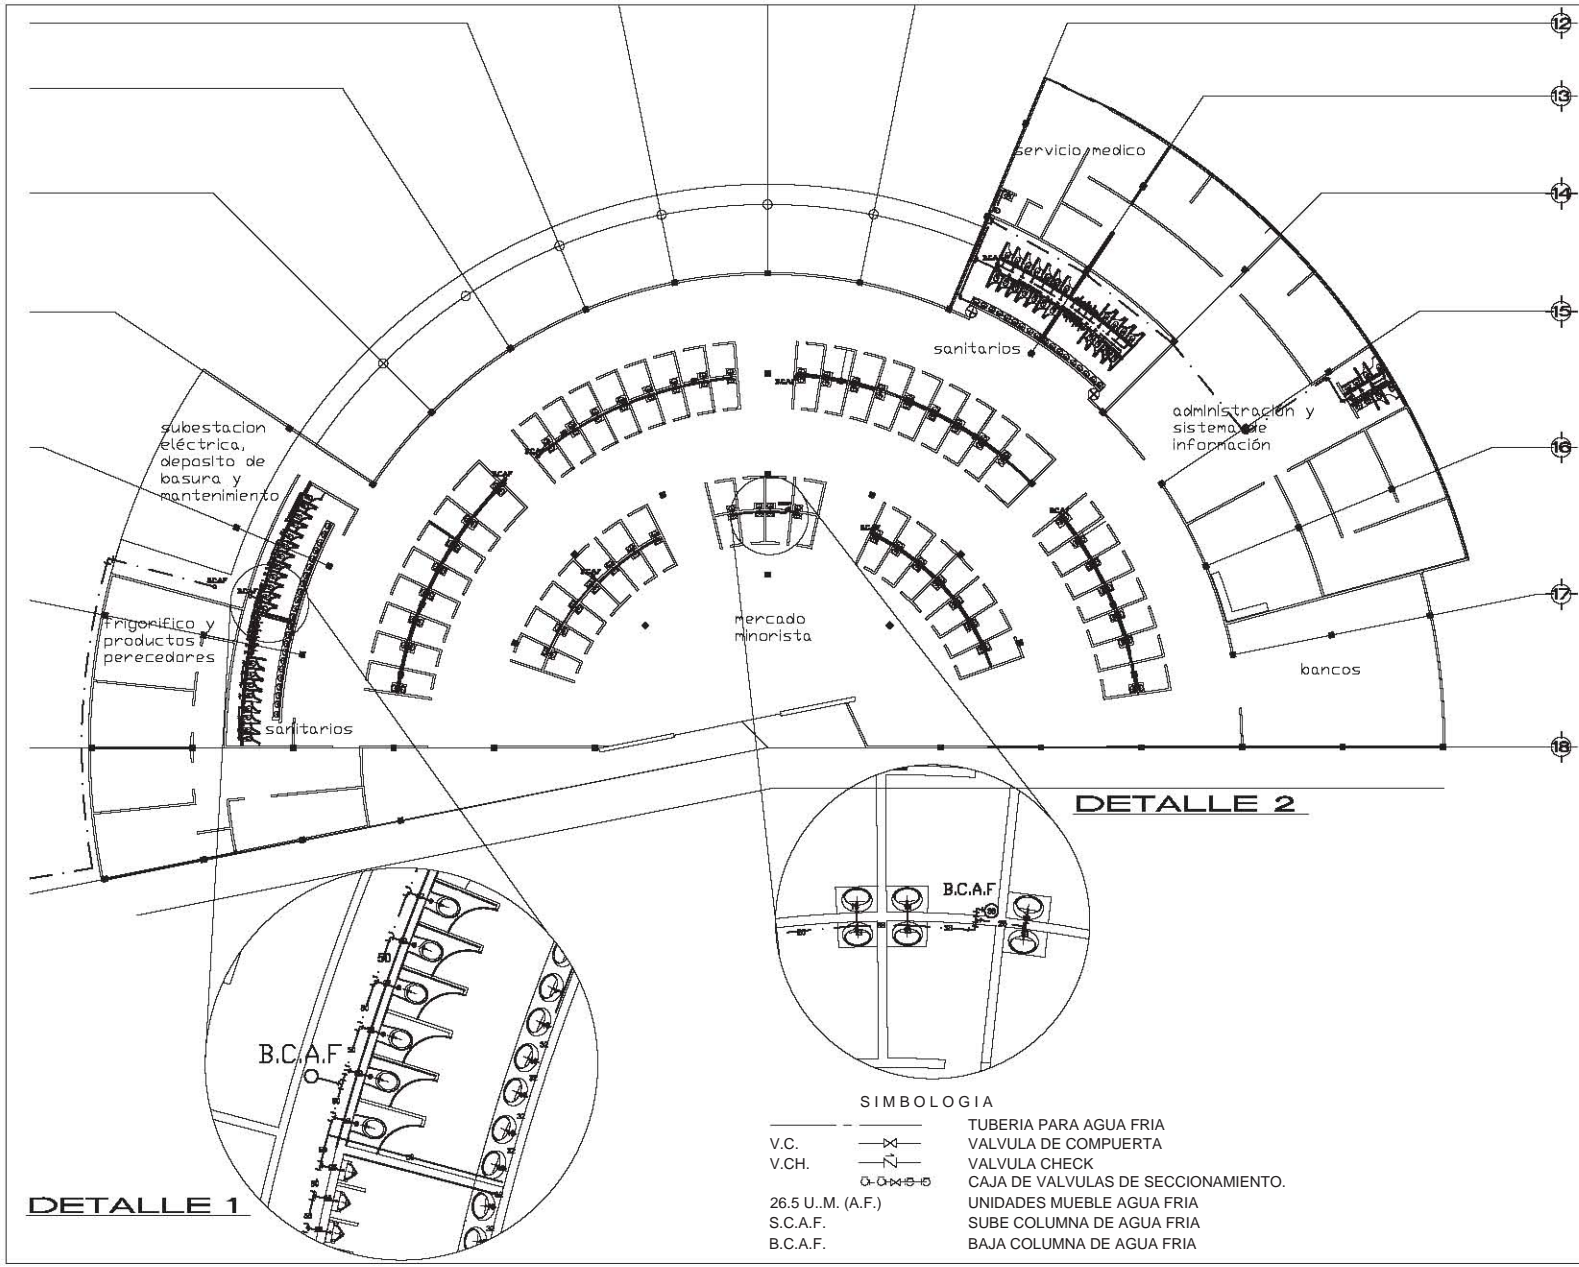 12
13
servicio medico
14
B.C.A.F
15
sanitarios
B.C.A.F
administración y
sistema de
información
subestacion
eléctrica,
deposito de
basura y
mantenimiento
16
B.C.A.F
B.C.A.F
B.C.A.F
B.C.A.F
B.C.A.F
B.C.A.F
B.C.A.F
17
frigorifico y
productos
perecedores
mercado
minorista
bancos
sanitarios
18
DETALLE 2
B.C.A.F
50
B.C.A.F
DETALLE 1
SIMBOLOGIA
TUBERIA PARA AGUA FRIA
V.C. VALVULA DE COMPUERTA
V.CH. VALVULA CHECK
CAJA DE VALVULAS DE SECCIONAMIENTO.
26.5 U..M. (A.F.) UNIDADES MUEBLE AGUA FRIA
S.C.A.F. SUBE COLUMNA DE AGUA FRIA
B.C.A.F. BAJA COLUMNA DE AGUA FRIA